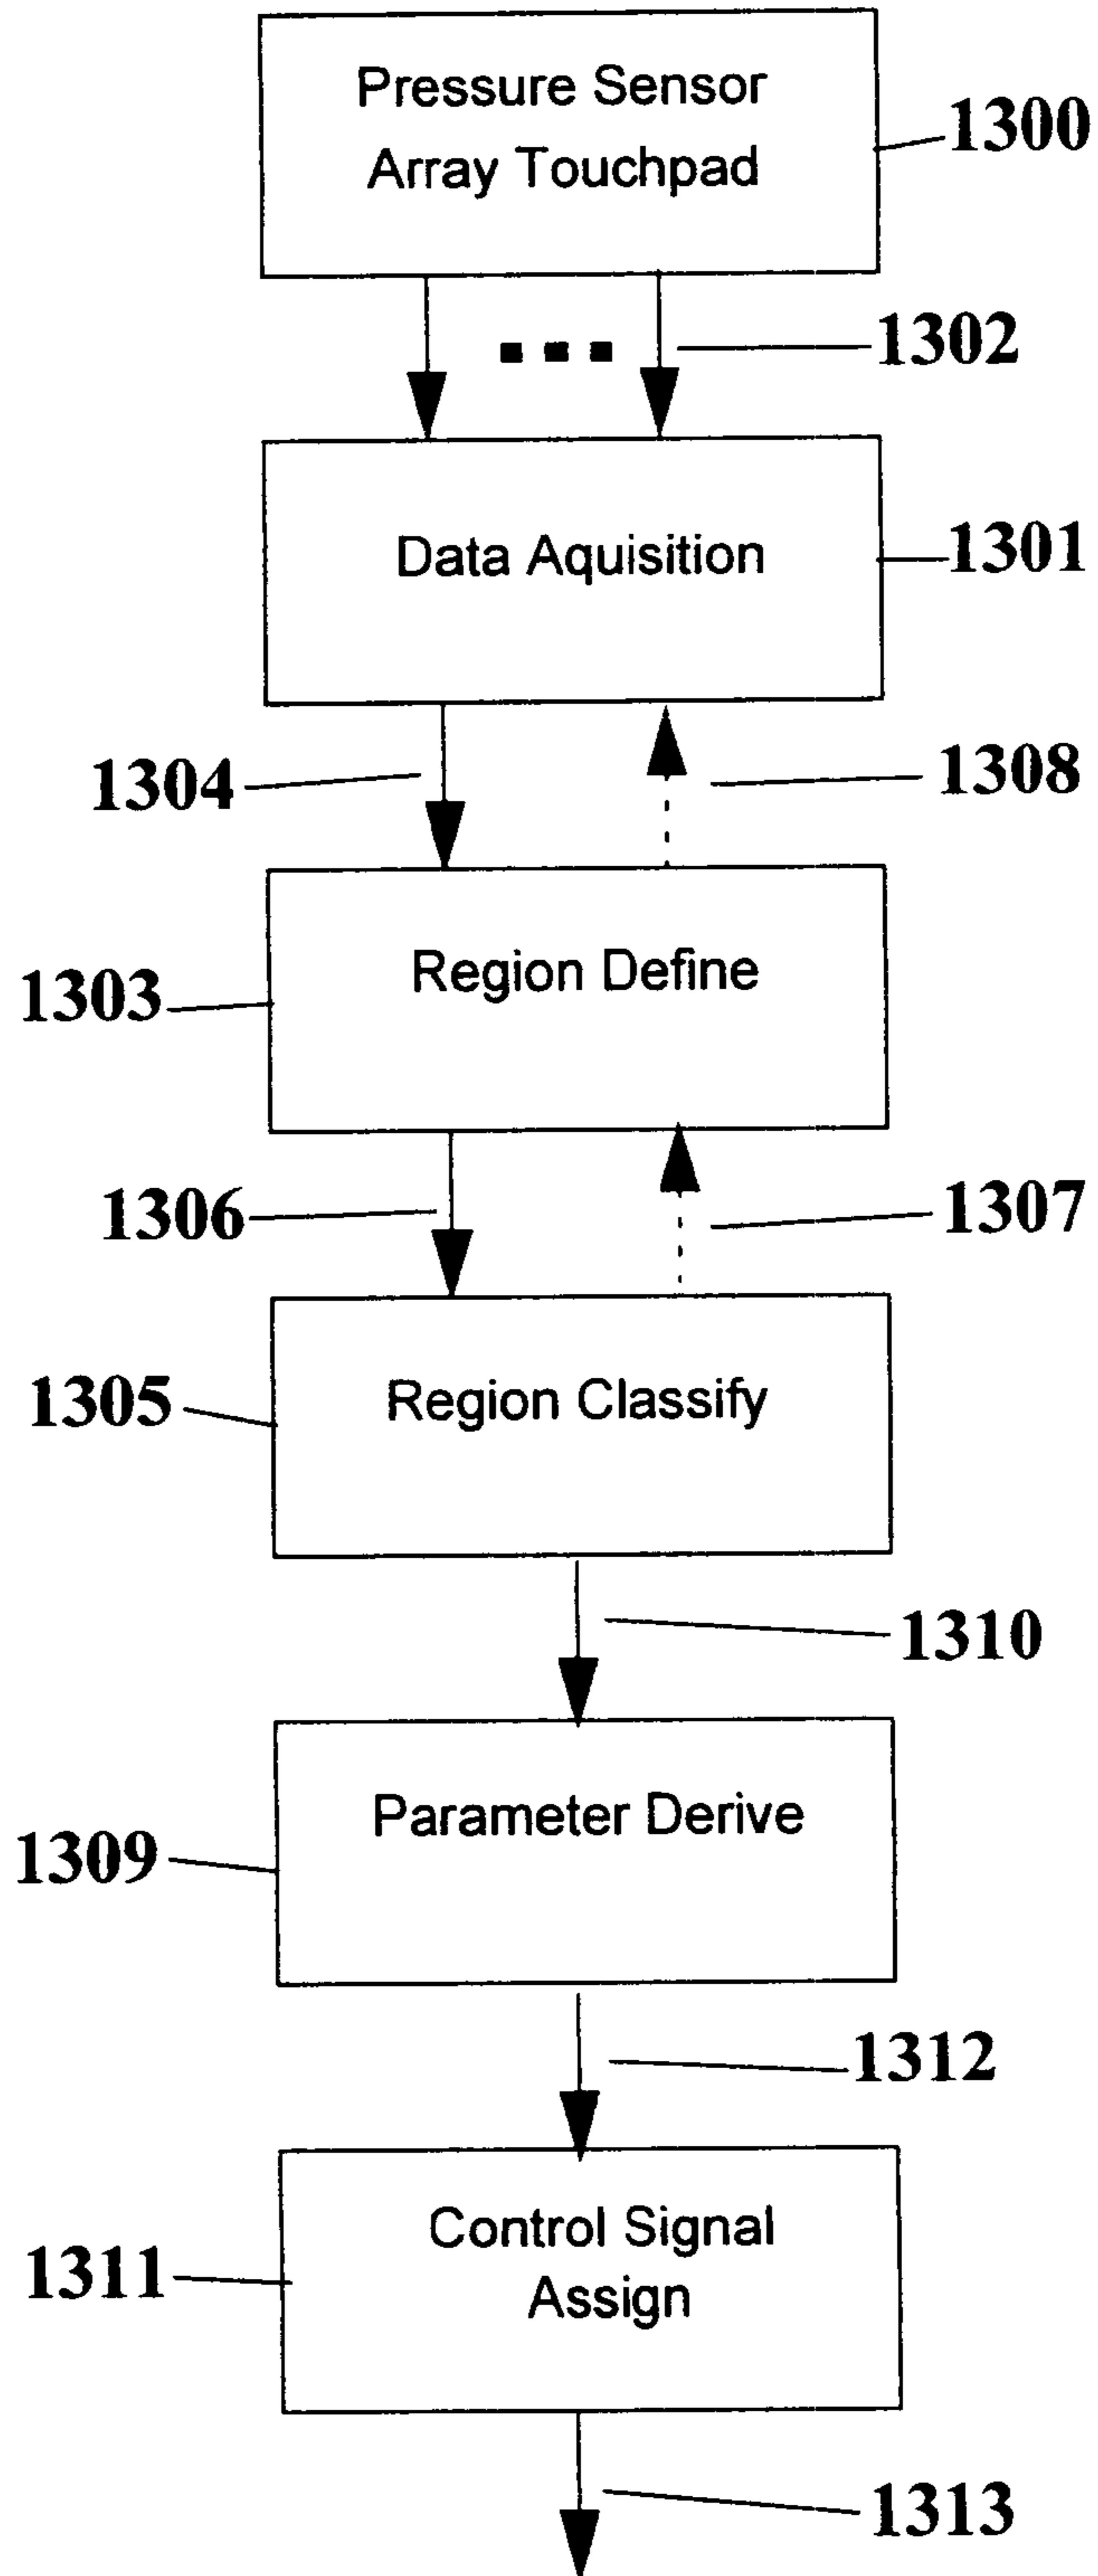 Pressure Sensor
Array Touchpad
1300
1302
Data Aquisition
1301
1304
1308
Region Define
1303
1306
1307
Region Classify
1305
1310
Parameter Derive
1309
1312
Control Signal
Assign
1311
1313